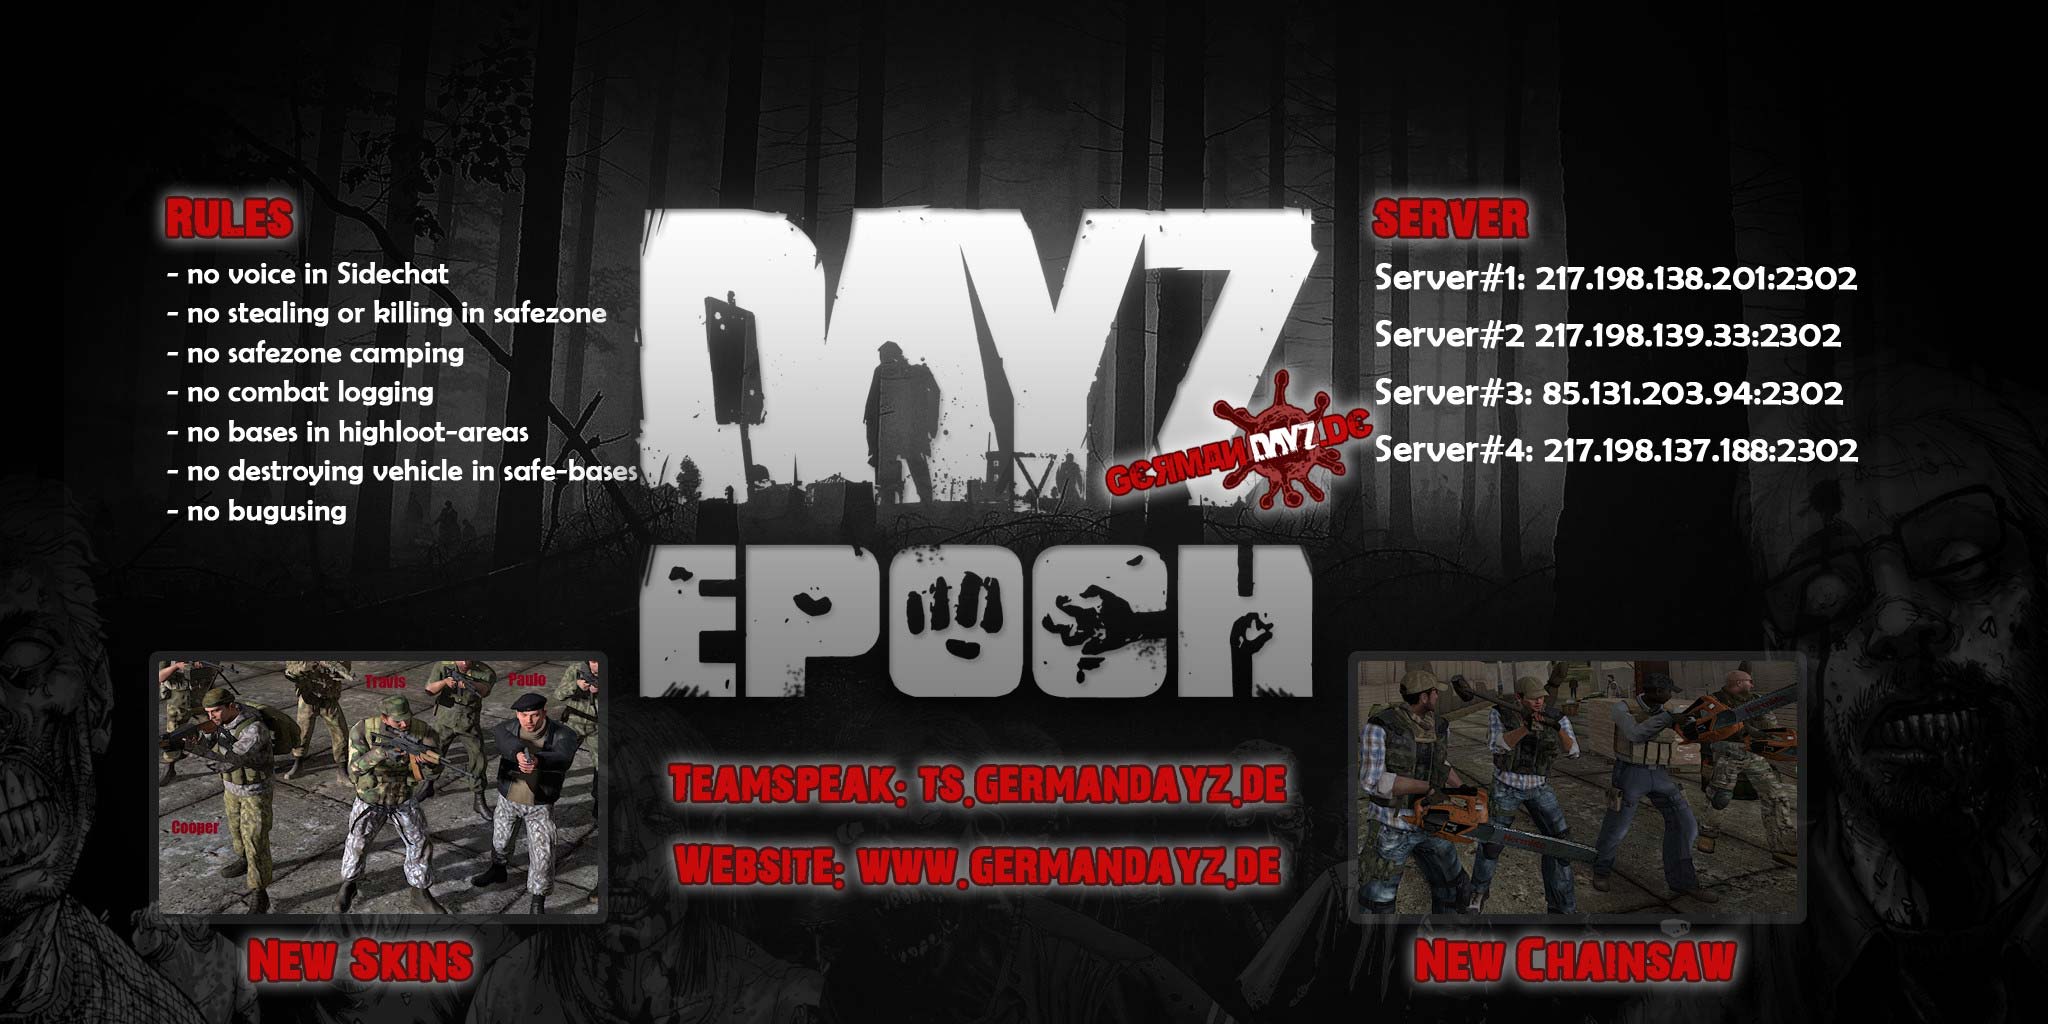 RULES
- no voice in Sidechat
- no stealing or killing in safezone
- no safezone camping
- no combat logging
- no bases in highloot-areas
- no destroying vehicle in safe-bases
- no bugusing
DAYZ
GERMANDAYZ.DE
EPOCH
SERVER
Server#1: 217.198.138.201:2302
Server#2 217.198.139.33:2302
Server#3: 85.131.203.94:2302
Server#4: 217.198.137.188:2302
Travis
Paulo
Cooper
NEW SKINS
TEAMSPEAK: TS.GERMANDAYZ.DE
WEBSITE: WWW.GERMANDAYZ.DE
NEW CHAINSAW